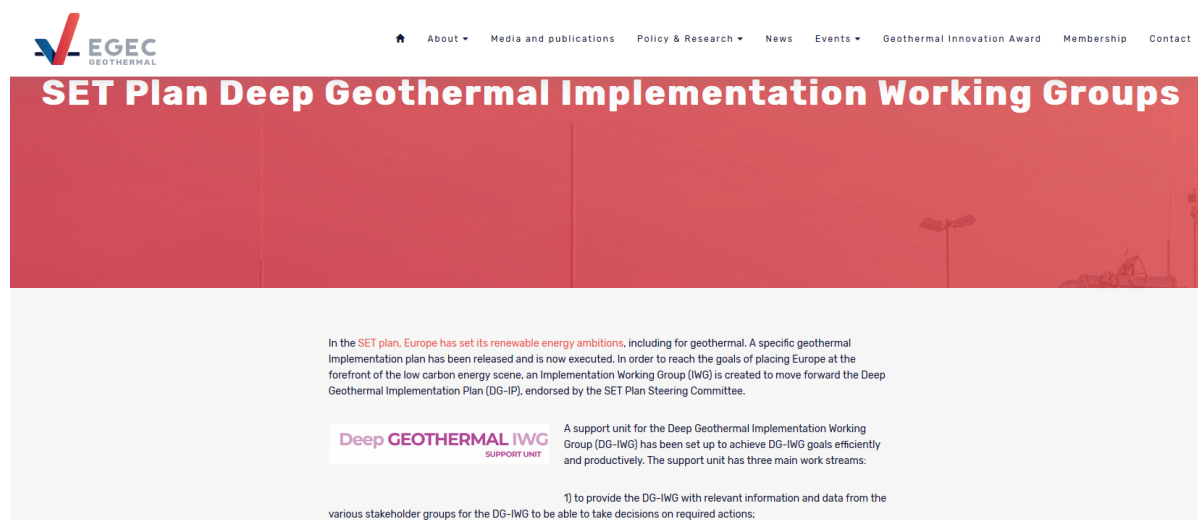 EGEC
GEOTHERMAL
About
Media and publications
Policy & Research
News
Events
Geothermal Innovation Award
Membership
Contact
SET Plan Deep Geothermal Implementation Working Groups
In the SET plan, Europe has set its renewable energy ambitions, including for geothermal. A specific geothermal
Implementation plan has been released and is now executed. In order to reach the goals of placing Europe at the
forefront of the low carbon energy scene, an Implementation Working Group (IWG) is created to move forward the Deep
Geothermal Implementation Plan (DG-IP), endorsed by the SET Plan Steering Committee.
Deep GEOTHERMAL IWG
SUPPORT UNIT
A support unit for the Deep Geothermal Implementation Working
Group (DG-IWG) has been set up to achieve DG-IWG goals efficiently
and productively. The support unit has three main work streams:
1) to provide the DG-IWG with relevant information and data from the
various stakeholder groups for the DG-IWG to be able to take decisions on required actions;